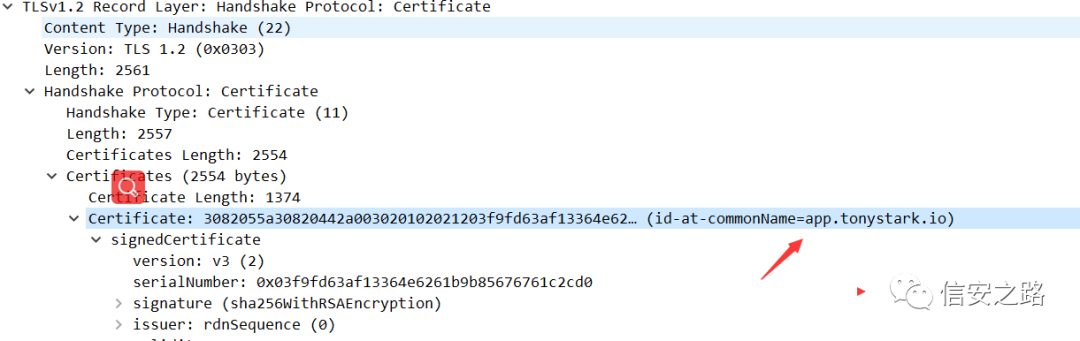 TLSv1.2 Record Layer: Handshake Protocol: Certificate
Content Type: Handshake (22)
Version: TLS 1.2 (0x0303)
Length: 2561
Handshake Protocol: Certificate
Handshake Type: Certificate (11)
Length: 2557
Certificates Length: 2554
Certificates (2554 bytes)
Certificate Length: 1374
Certificate: 3082055a30820442a003020102021203f9fd63af13364e62… (id-at-commonName=app.tonystark.io)
signedCertificate
version: v3 (2)
serialNumber: 0x03f9fd63af13364e6261b9b85676761c2cd0
signature (sha256WithRSAEncryption)
issuer: rdnSequence (0)
信安之路